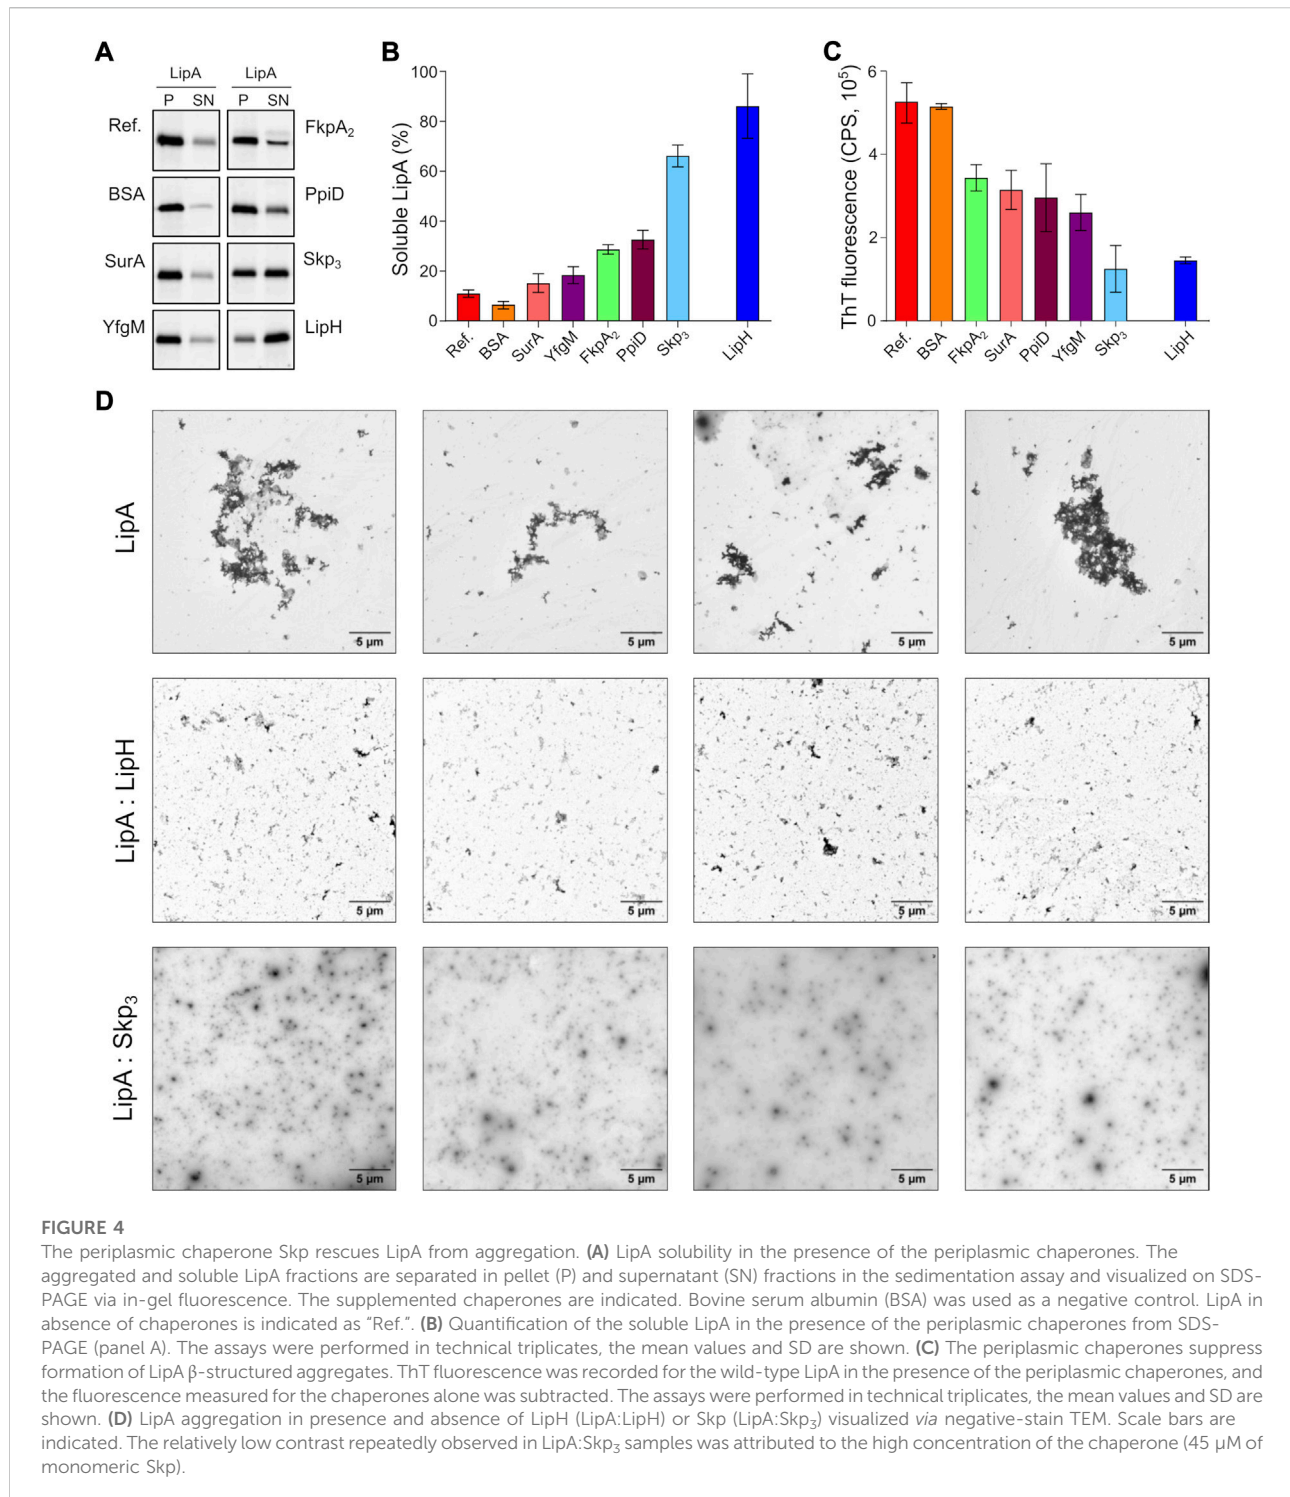 A
LipA
LipA
P SN
P SN
Ref.
FkpA2
BSA
PpiD
SurA
Skp3
YfgM
LipH
B
Soluble LipA (%)
100
80
60
40
20
0
Ref.
BSA
SurA
YfgM
FkpA2
PpiD
Skp3
LipH
C
ThT fluorescence (CPS, 10⁵)
6
4
2
0
Ref.
BSA
FkpA2
SurA
PpiD
YfgM
Skp3
LipH
D
LipA
5 µm
5 µm
5 µm
5 µm
LipA : LipH
5 µm
5 µm
5 µm
5 µm
LipA : Skp3
5 µm
5 µm
5 µm
5 µm
FIGURE 4
The periplasmic chaperone Skp rescues LipA from aggregation. (A) LipA solubility in the presence of the periplasmic chaperones. The
aggregated and soluble LipA fractions are separated in pellet (P) and supernatant (SN) fractions in the sedimentation assay and visualized on SDS-
PAGE via in-gel fluorescence. The supplemented chaperones are indicated. Bovine serum albumin (BSA) was used as a negative control. LipA in
absence of chaperones is indicated as “Ref.”. (B) Quantification of the soluble LipA in the presence of the periplasmic chaperones from SDS-
PAGE (panel A). The assays were performed in technical triplicates, the mean values and SD are shown. (C) The periplasmic chaperones suppress
formation of LipA β-structured aggregates. ThT fluorescence was recorded for the wild-type LipA in the presence of the periplasmic chaperones, and
the fluorescence measured for the chaperones alone was subtracted. The assays were performed in technical triplicates, the mean values and SD are
shown. (D) LipA aggregation in presence and absence of LipH (LipA:LipH) or Skp (LipA:Skp3) visualized via negative-stain TEM. Scale bars are
indicated. The relatively low contrast repeatedly observed in LipA:Skp3 samples was attributed to the high concentration of the chaperone (45 µM of
monomeric Skp).